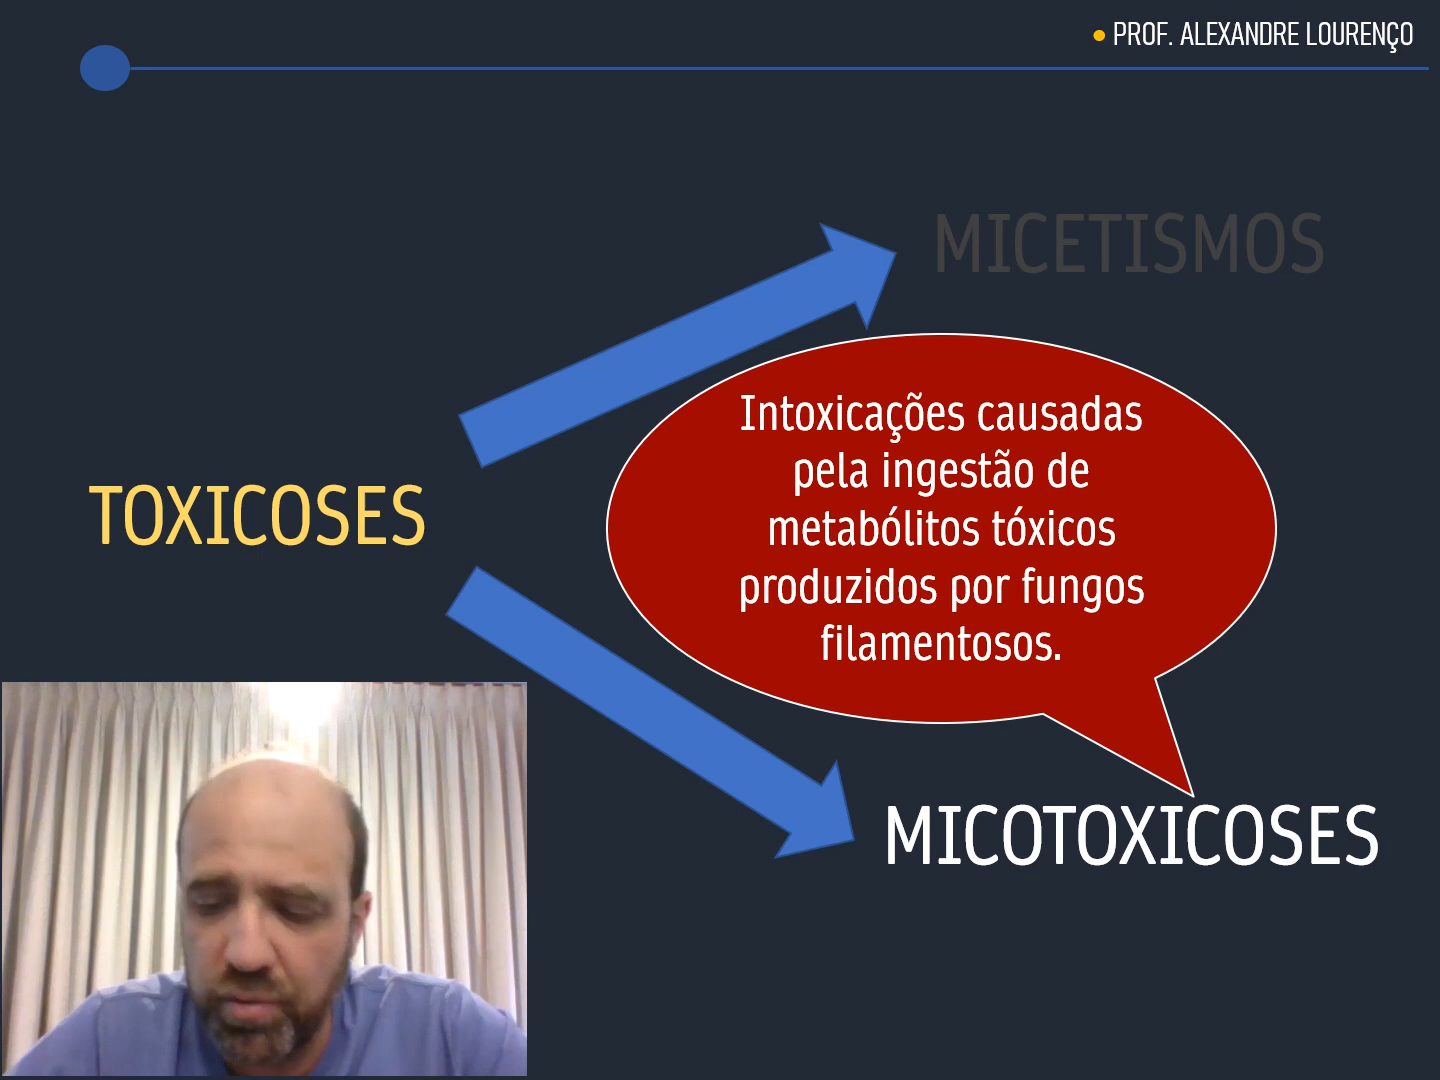 PROF. ALEXANDRE LOURENÇO
MICETISMOS
Intoxicações causadas
pela ingestão de
metabólitos tóxicos
produzidos por fungos
filamentosos.
TOXICOSES
MICOTOXICOSES